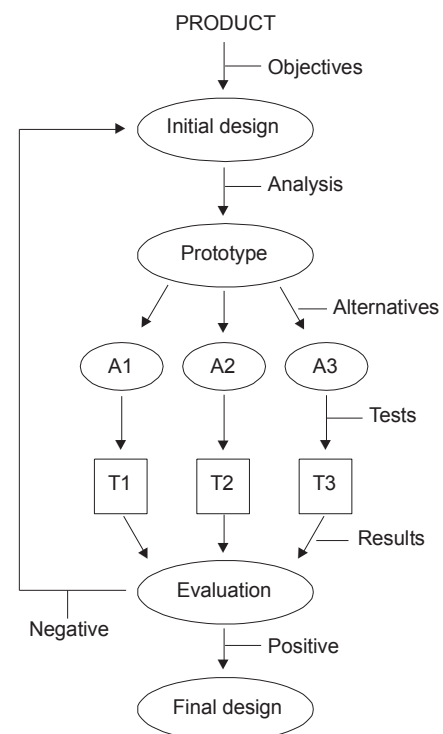 PRODUCT
Objectives
Initial design
Analysis
Prototype
Alternatives
A1
A2
A3
Tests
T1
T2
T3
Results
Evaluation
Negative
Positive
Final design